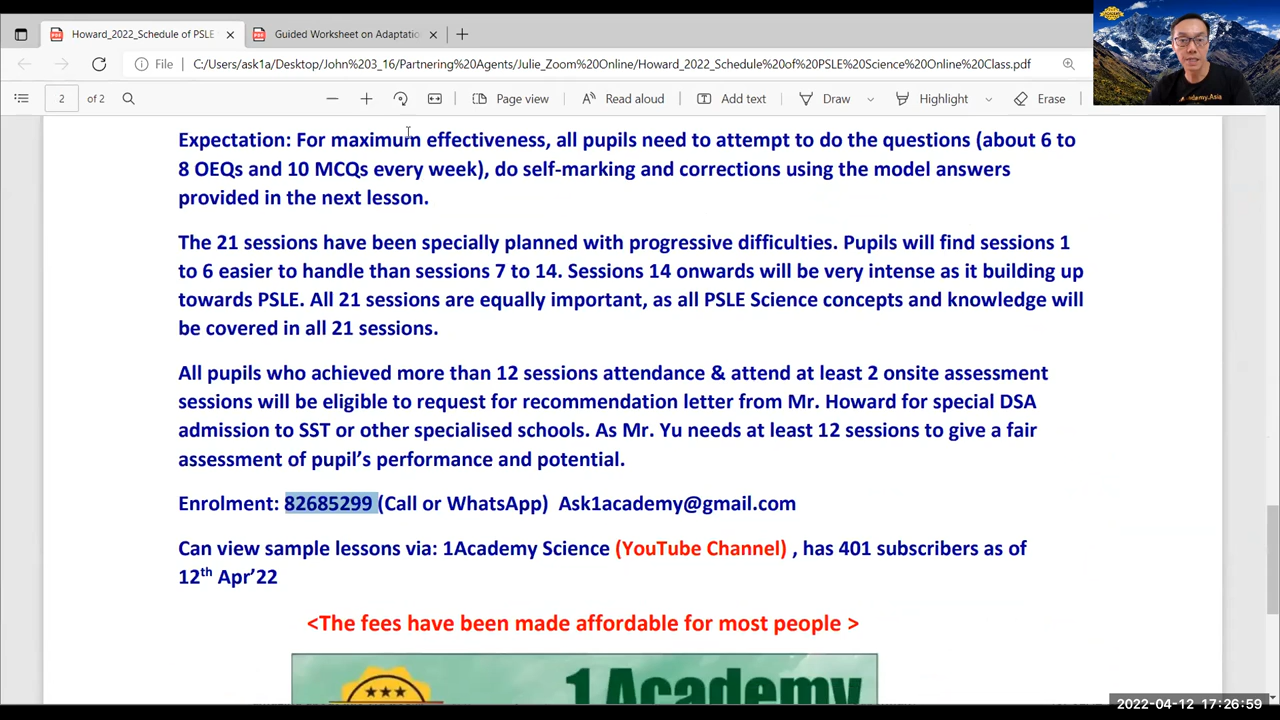 Howard_2022_Schedule of PSLE
Guided Worksheet on Adaptatio
File
C:/Users/ask1a/Desktop/John%203_16/Partnering%20Agents/Julie_Zoom%20Online/Howard_2022_Schedule%20of%20PSLE%20Science%20Online%20Class.pdf
2 of 2
Page view
Read aloud
Add text
Draw
Highlight
Erase
Expectation: For maximum effectiveness, all pupils need to attempt to do the questions (about 6 to
8 OEQs and 10 MCQs every week), do self-marking and corrections using the model answers
provided in the next lesson.
The 21 sessions have been specially planned with progressive difficulties. Pupils will find sessions 1
to 6 easier to handle than sessions 7 to 14. Sessions 14 onwards will be very intense as it building up
towards PSLE. All 21 sessions are equally important, as all PSLE Science concepts and knowledge will
be covered in all 21 sessions.
All pupils who achieved more than 12 sessions attendance & attend at least 2 onsite assessment
sessions will be eligible to request for recommendation letter from Mr. Howard for special DSA
admission to SST or other specialised schools. As Mr. Yu needs at least 12 sessions to give a fair
assessment of pupil's performance and potential.
Enrolment: 82685299 (Call or WhatsApp) Ask1academy@gmail.com
Can view sample lessons via: 1Academy Science (YouTube Channel) , has 401 subscribers as of
12th Apr'22
<The fees have been made affordable for most people >
1Academy
2022-04-12 17:26:59